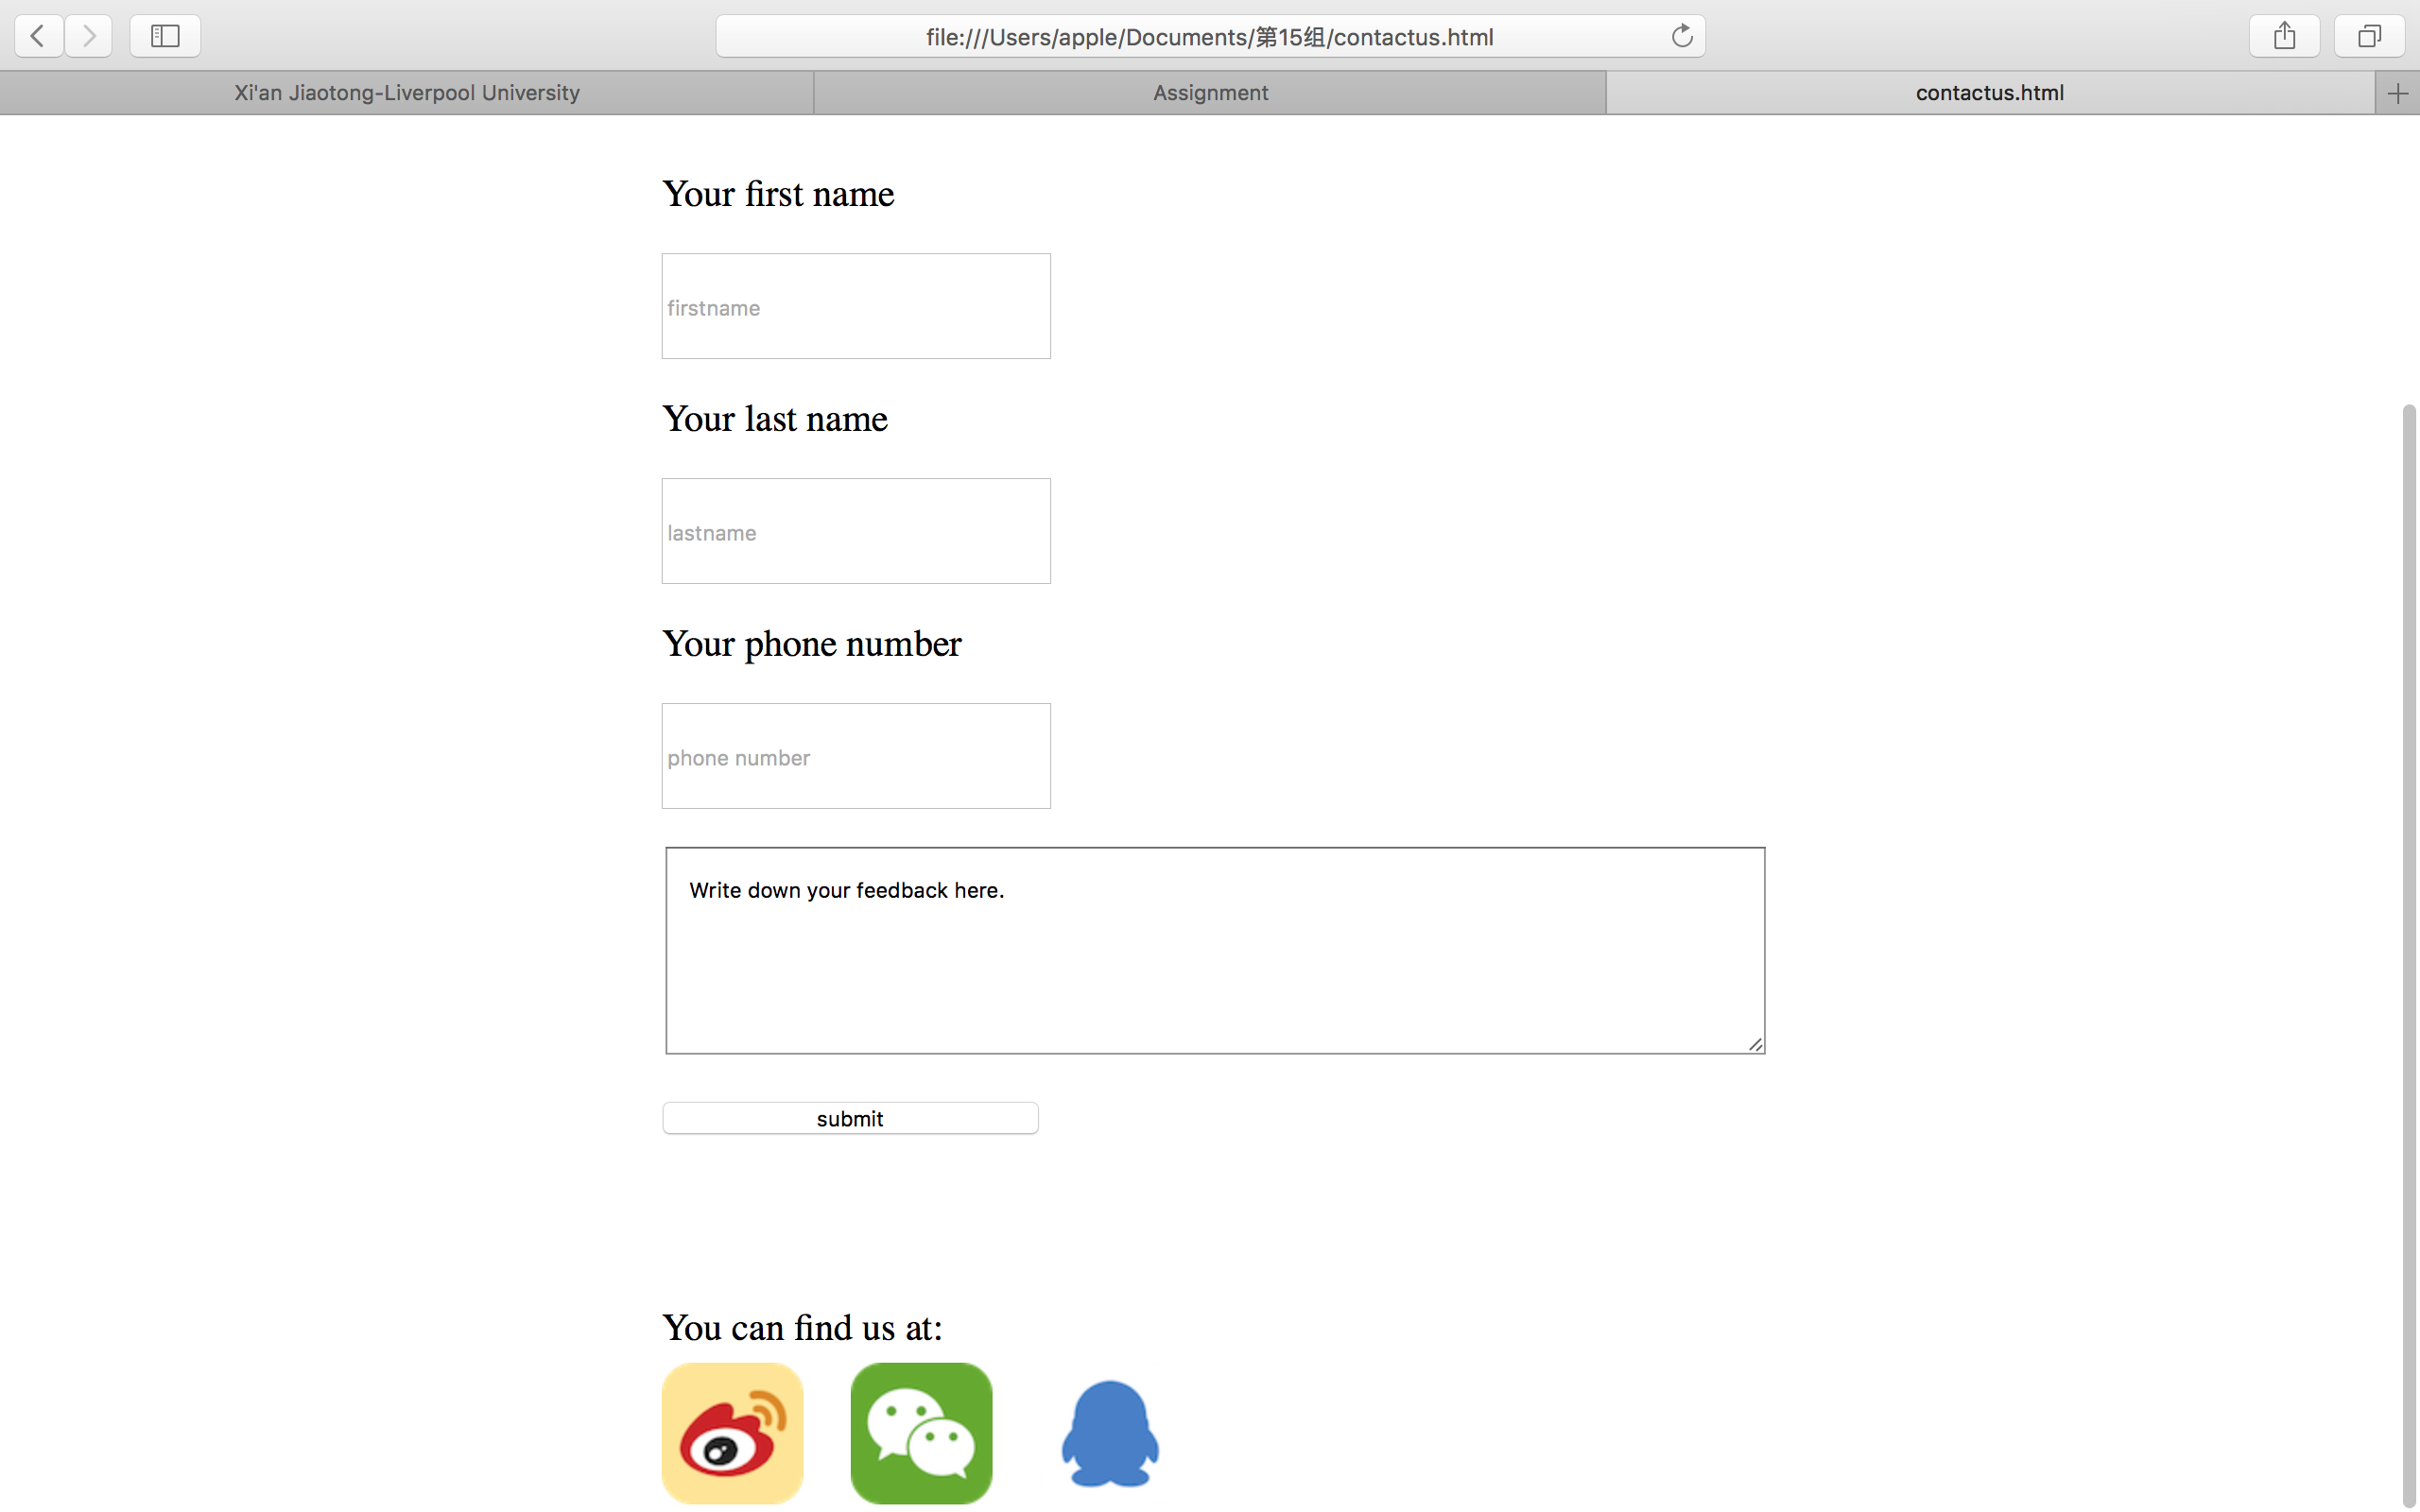 file:///Users/apple/Documents/第15组/contactus.html
Xi'an Jiaotong-Liverpool University
Assignment
contactus.html
Your first name
firstname
Your last name
lastname
Your phone number
phone number
Write down your feedback here.
submit
You can find us at: